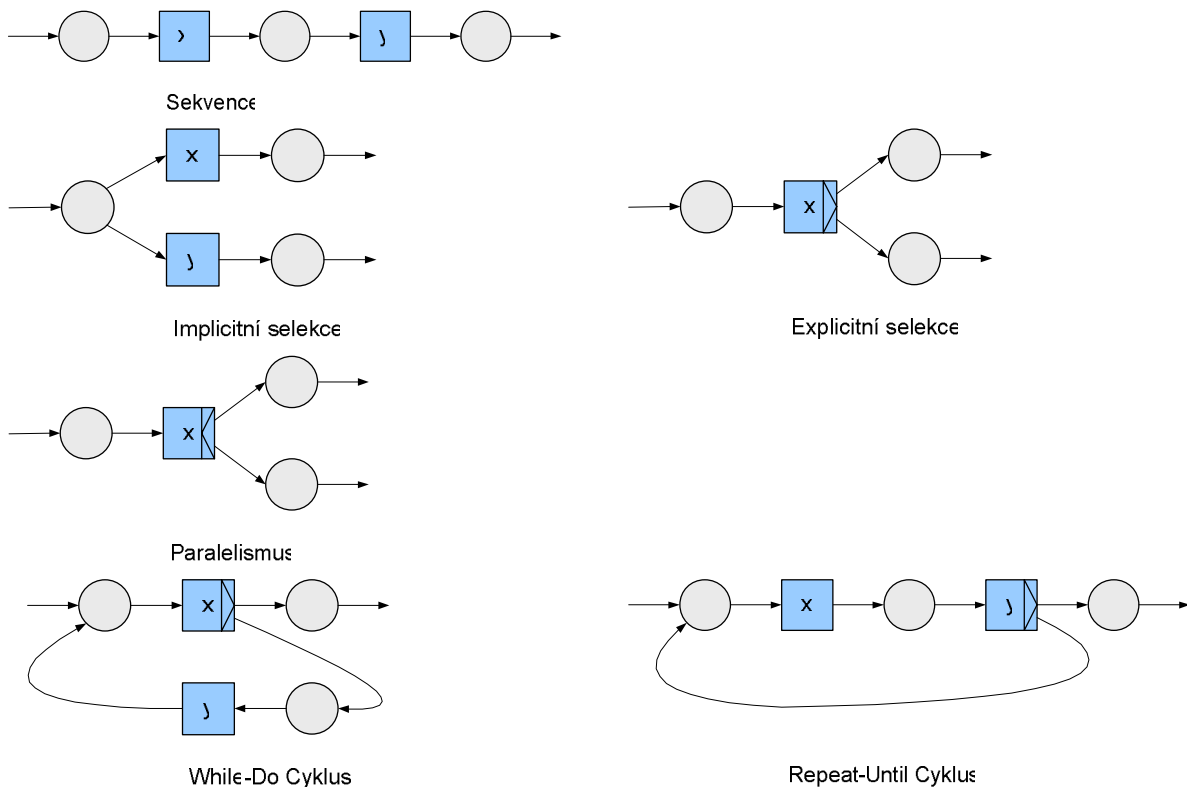 Sekvence
x
Implicitní selekce
x
Explicitní selekce
x
Paralelismus
x
While-Do Cyklus
x
Repeat-Until Cyklus